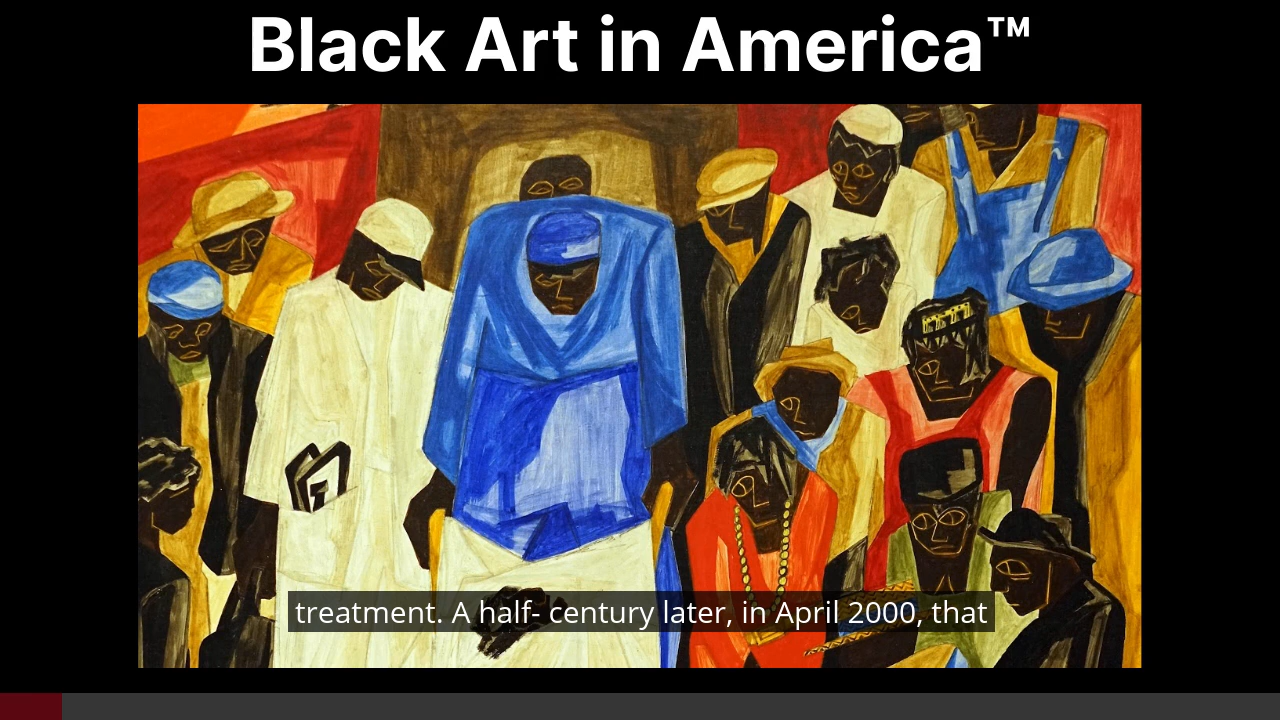 Black Art in America™
treatment. A half- century later, in April 2000, that